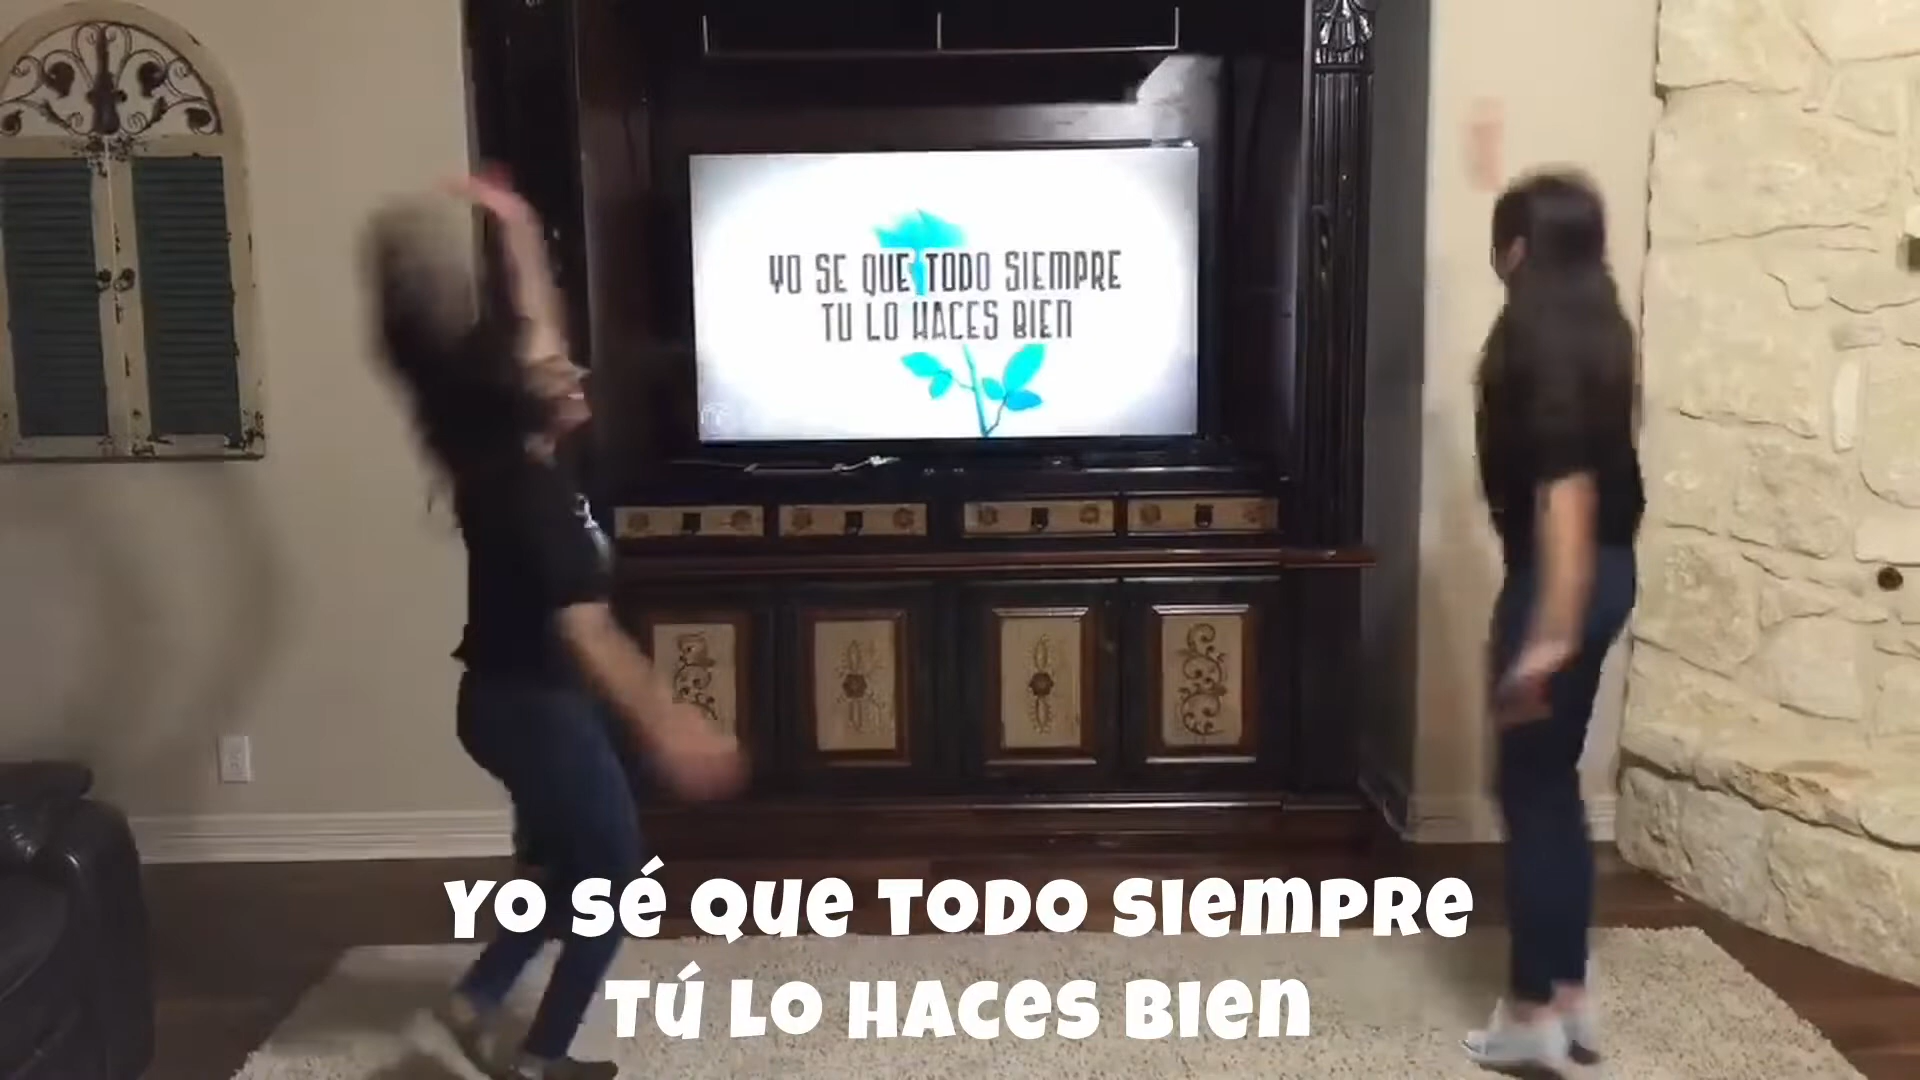 YO SE QUE TODO SIEMPRE
TU LO HACES BIEN
Yo sé que todo siempre
Tú lo haces bien